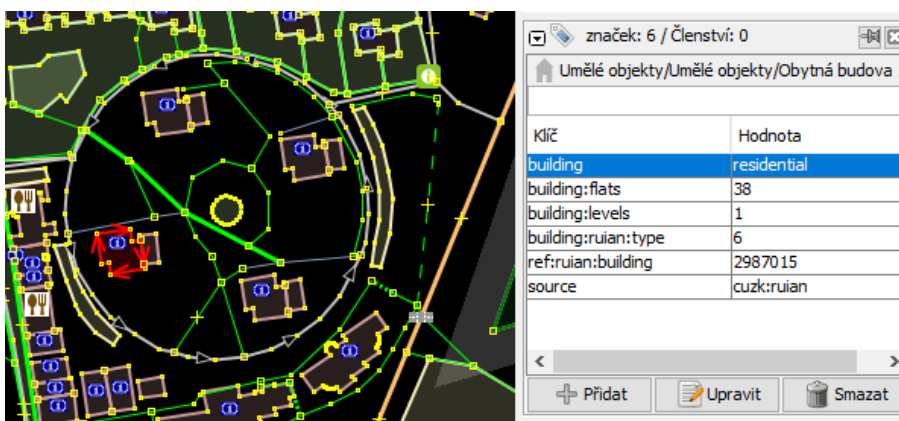 značek: 6 / Členství: 0
Umělé objekty/Umělé objekty/Obytná budova
Klíč Hodnota
building residential
building:flats 38
building:levels 1
building:ruian:type 6
ref:ruian:building 2987015
source cuzk:ruian
Přidat Upravit Smazat